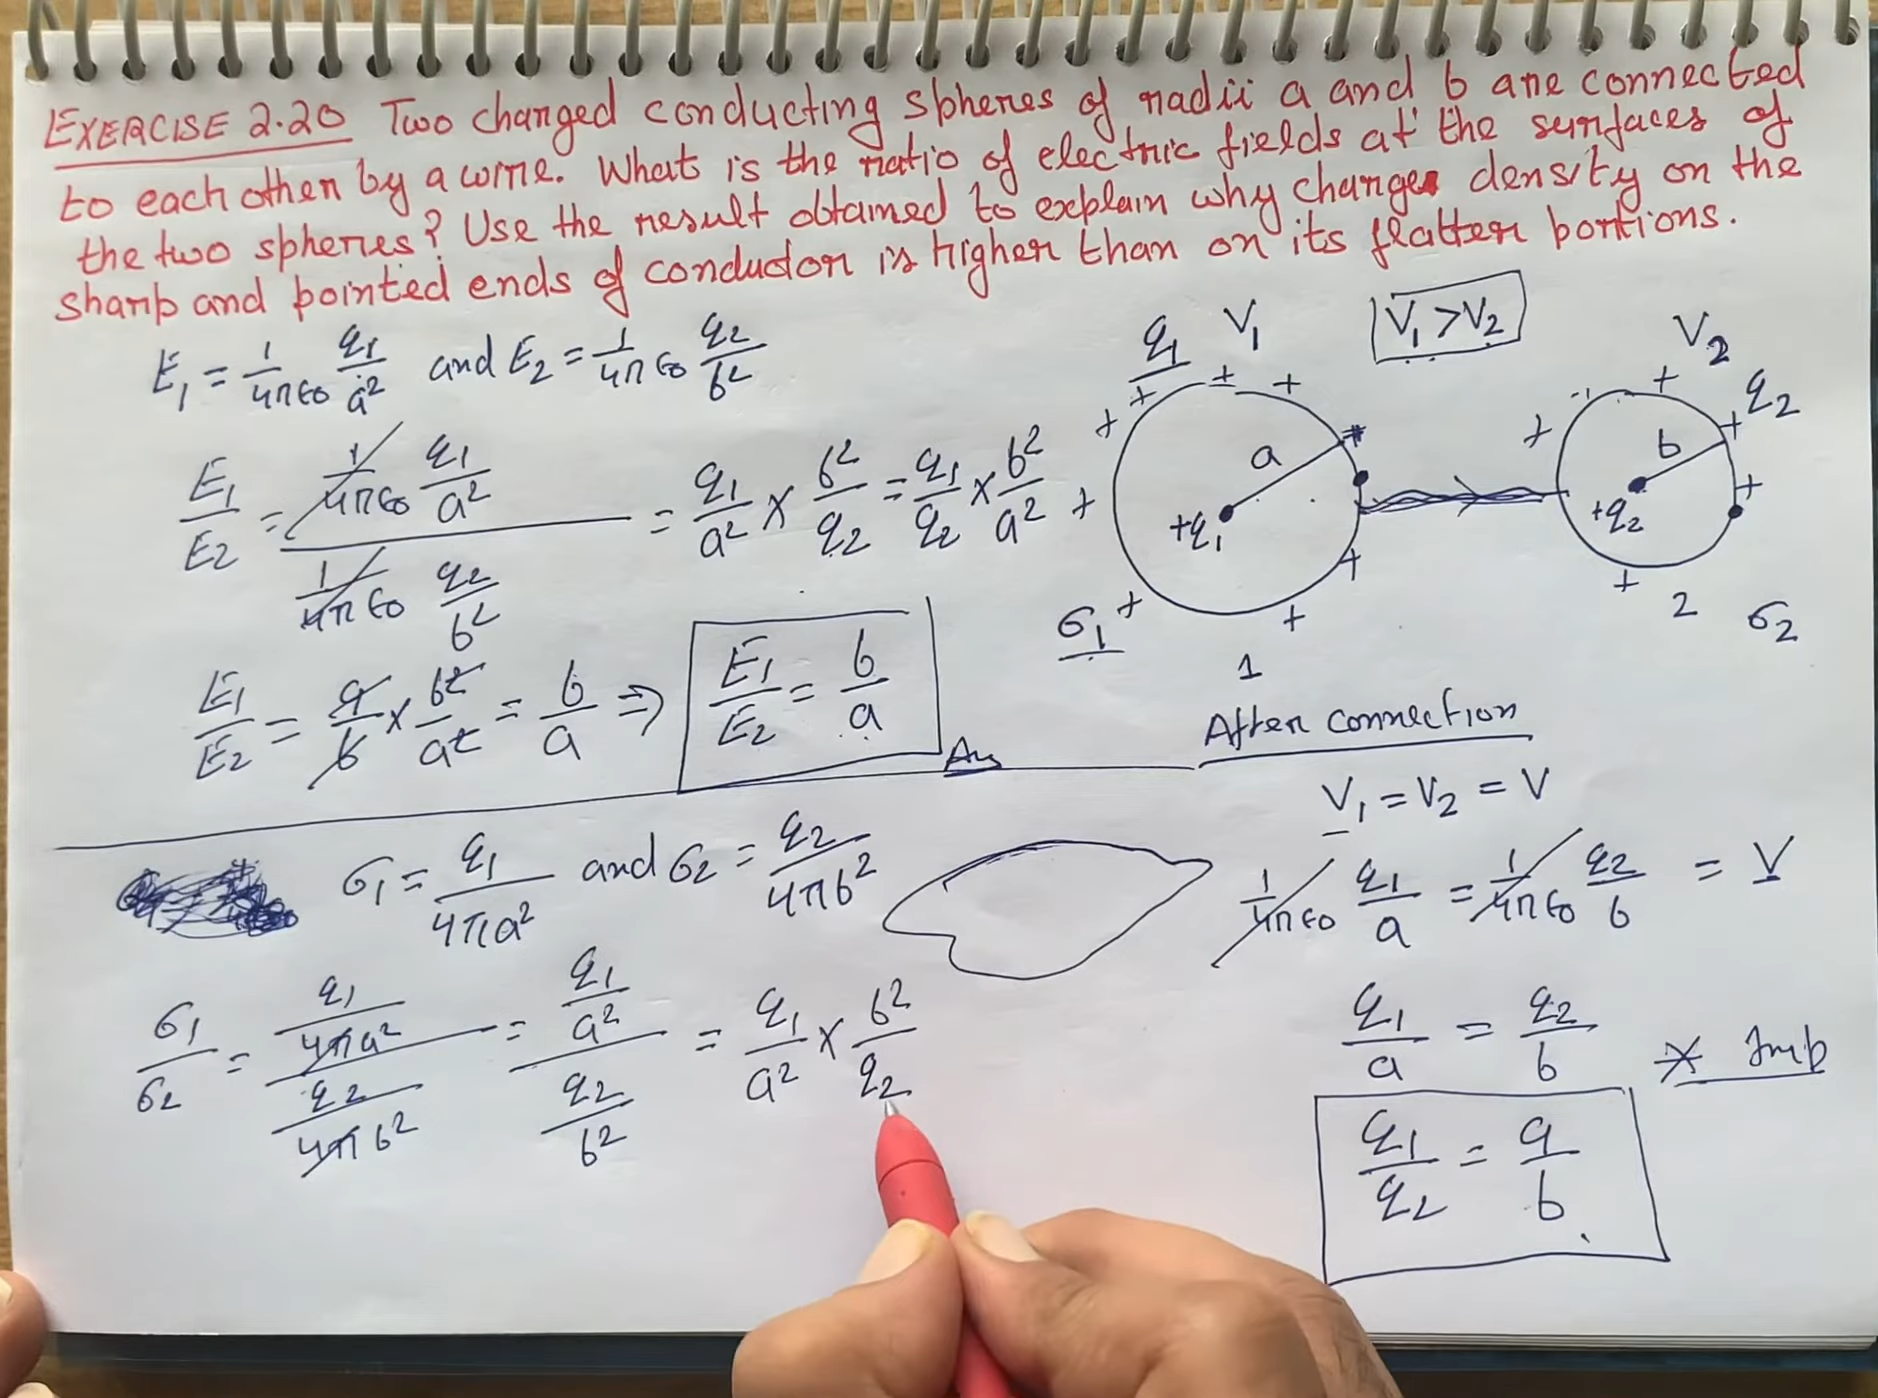 EXERCISE 2.20 Two charged conducting spheres of radii a and b are connected
to each other by a wire. What is the ratio of electric fields at the surfaces of
the two spheres? Use the result obtained to explain why charge density on the
sharp and pointed ends of conductor is higher than on its flatter portions.
E₁ = 1/4πε₀ q₁/a² and E₂ = 1/4πε₀ q₂/b²
E₁/E₂ = (1/4πε₀ q₁/a²)/(1/4πε₀ q₂/b²) = q₁/a² × b²/q₂ = q₁/q₂ × b²/a²
E₁/E₂ = a/b × b²/a² = b/a ⇒ E₁/E₂ = b/a
Ans
q₁ V₁
V₁ > V₂
V₂
q₂
a
+q₁
b
+q₂
σ₁
1
2
σ₂
After connection
V₁ = V₂ = V
1/4πε₀ q₁/a = 1/4πε₀ q₂/b = V
q₁/a = q₂/b
* Imp
q₁/q₂ = a/b
σ₁ = q₁/4πa² and σ₂ = q₂/4πb²
σ₁/σ₂ = (q₁/4πa²)/(q₂/4πb²) = (q₁/a²)/(q₂/b²) = q₁/a² × b²/q₂